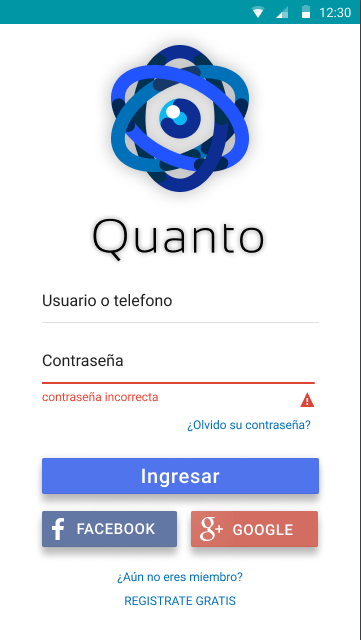 12:30
Quanto
Usuario o telefono
Contraseña
contraseña incorrecta
¿Olvido su contraseña?
Ingresar
f FACEBOOK
g+ GOOGLE
¿Aún no eres miembro?
REGISTRATE GRATIS